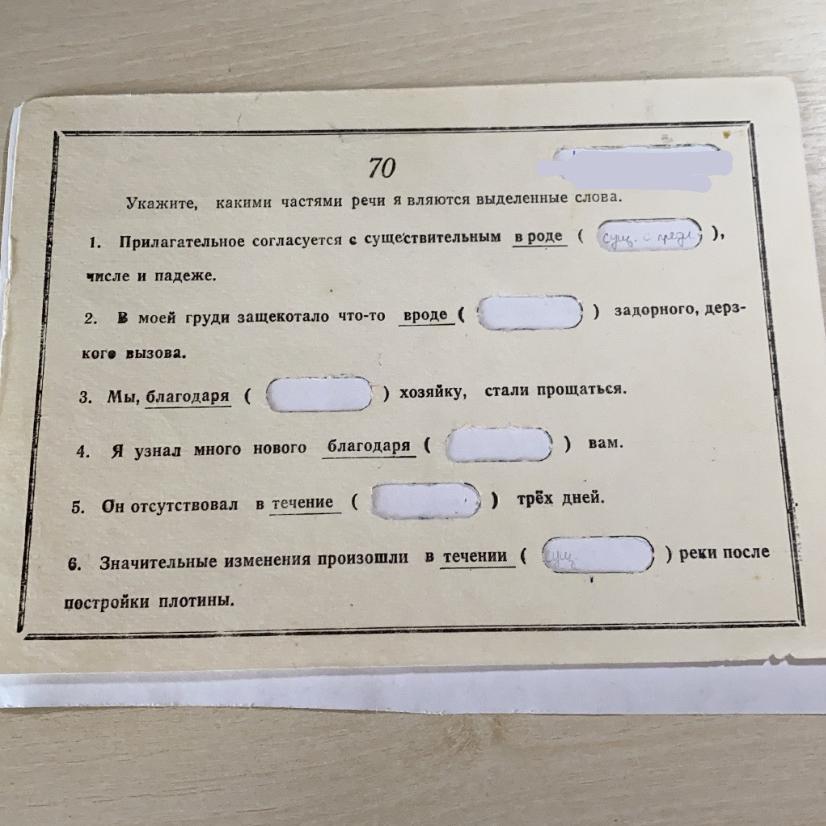 70
Укажите, какими частями речи я вляются выделенные слова.
1. Прилагательное согласуется с существительным в роде ( сущ. с предл ),
числе и падеже.
2. В моей груди защекотало что-то вроде ( ) задорного, дерз-
кого вызова.
3. Мы, благодаря ( ) хозяйку, стали прощаться.
4. Я узнал много нового благодаря ( ) вам.
5. Он отсутствовал в течение ( ) трёх дней.
6. Значительные изменения произошли в течении ( сущ. ) реки после
постройки плотины.